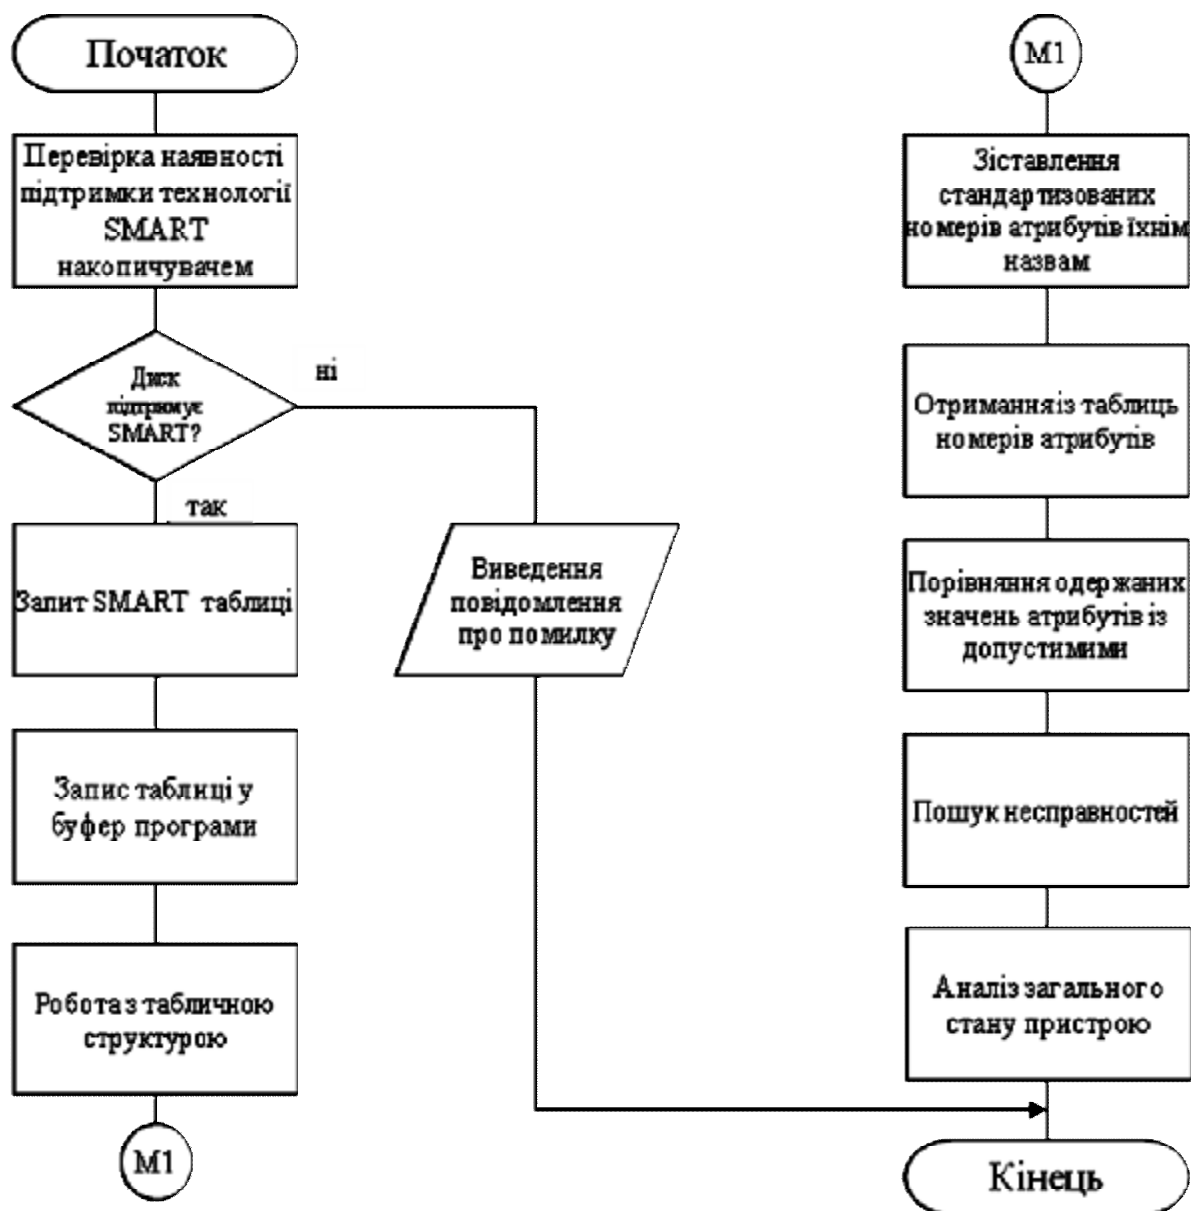 Початок
Перевірка наявності
підтримки технології
SMART
накопичувачем
Диск
підтримує
SMART?
ні
так
Запит SMART таблиці
Виведення
повідомлення
про помилку
Запис таблиці у
буфер програми
Робота з табличною
структурою
М1
М1
Зіставлення
стандартизованих
номерів атрибутів їхнім
назвам
Отримання із таблиць
номерів атрибутів
Порівняння одержаних
значень атрибутів із
допустимими
Пошук несправностей
Аналіз загального
стану пристрою
Кінець